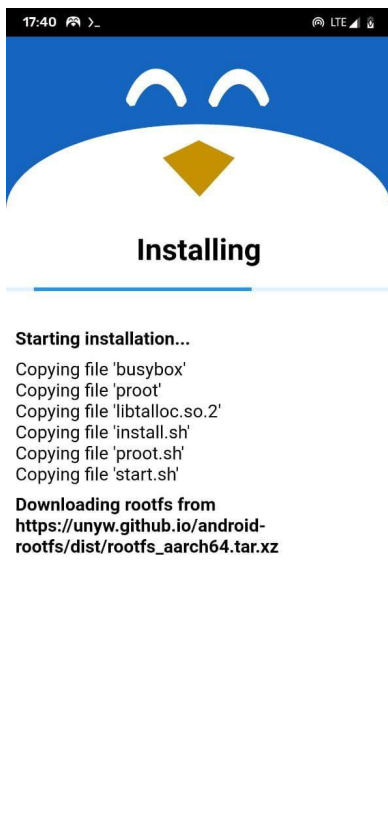 17:40 >_ LTE
Installing
Starting installation...
Copying file 'busybox'
Copying file 'proot'
Copying file 'libtalloc.so.2'
Copying file 'install.sh'
Copying file 'proot.sh'
Copying file 'start.sh'
Downloading rootfs from
https://unyw.github.io/android-
rootfs/dist/rootfs_aarch64.tar.xz